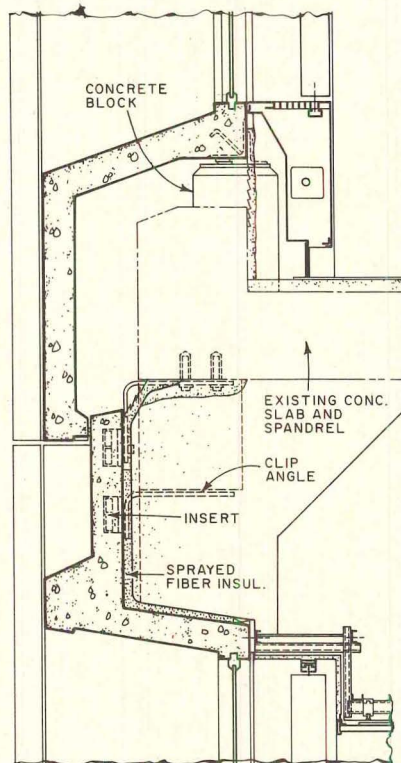 CONCRETE
BLOCK
EXISTING CONC.
SLAB AND
SPANDREL
CLIP
ANGLE
INSERT
SPRAYED
FIBER INSUL.